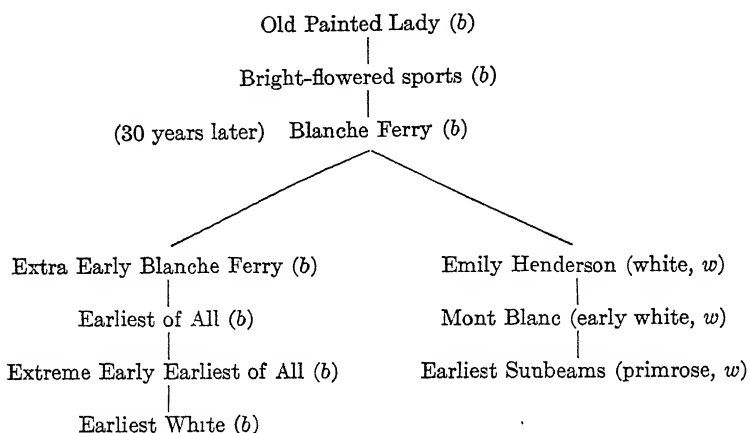 Old Painted Lady (b)
Bright-flowered sports (b)
(30 years later) Blanche Ferry (b)
Extra Early Blanche Ferry (b)
Emily Henderson (white, w)
Earliest of All (b)
Mont Blanc (early white, w)
Extreme Early Earliest of All (b)
Earliest Sunbeams (primrose, w)
Earliest White (b)